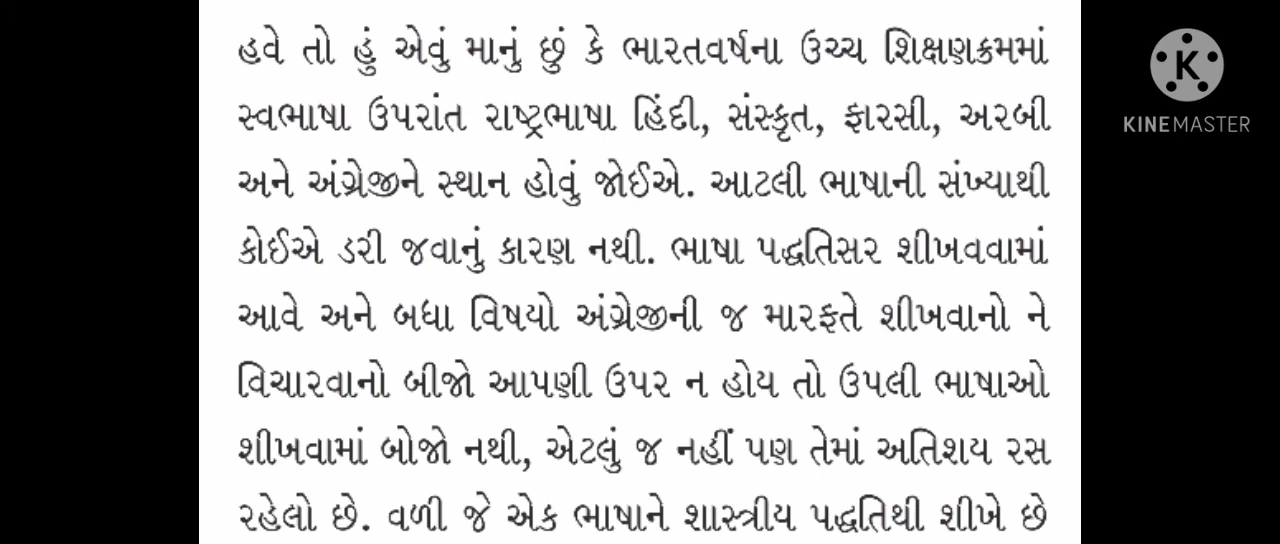 હવે તો હું એવું માનું છું કે ભારતવર્ષના ઉચ્ચ શિક્ષણક્રમમાં
સ્વભાષા ઉપરાંત રાષ્ટ્રભાષા હિંદી, સંસ્કૃત, ફારસી, અરબી
અને અંગ્રેજીને સ્થાન હોવું જોઈએ. આટલી ભાષાની સંખ્યાથી
કોઈએ ડરી જવાનું કારણ નથી. ભાષા પદ્ધતિસર શીખવવામાં
આવે અને બધા વિષયો અંગ્રેજીની જ મારફતે શીખવાનો ને
વિચારવાનો બીજો આપણી ઉપર ન હોય તો ઉપલી ભાષાઓ
શીખવામાં બોજો નથી, એટલું જ નહીં પણ તેમાં અતિશય રસ
રહેલો છે. વળી જે એક ભાષાને શાસ્ત્રીય પદ્ધતિથી શીખે છે
K
KINEMASTER